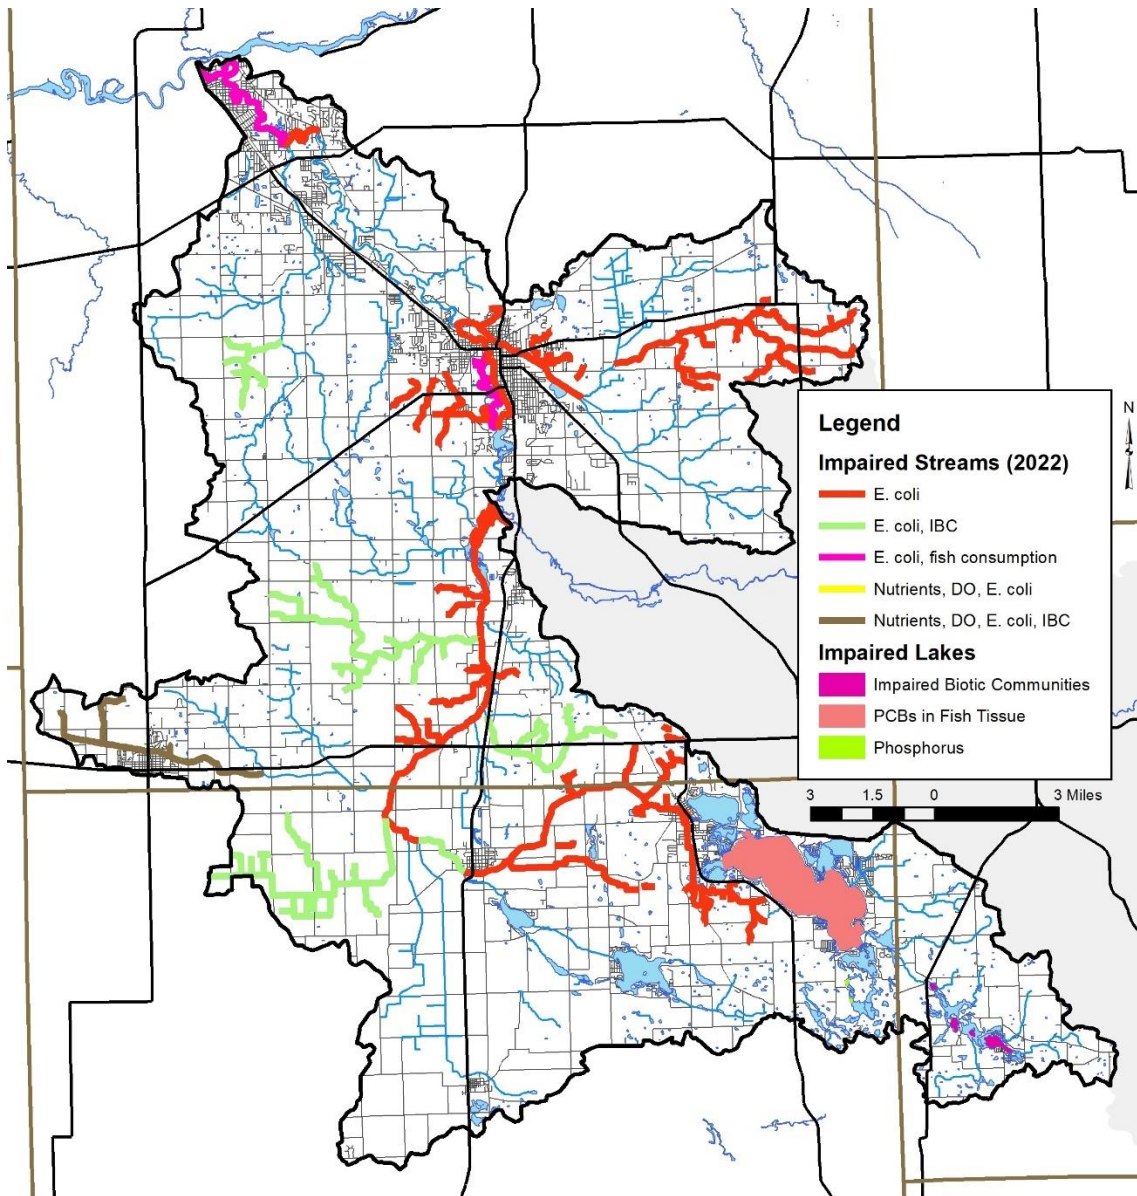 N
Legend
Impaired Streams (2022)
E. coli
E. coli, IBC
E. coli, fish consumption
Nutrients, DO, E. coli
Nutrients, DO, E. coli, IBC
Impaired Lakes
Impaired Biotic Communities
PCBs in Fish Tissue
Phosphorus
3 1.5 0 3 Miles